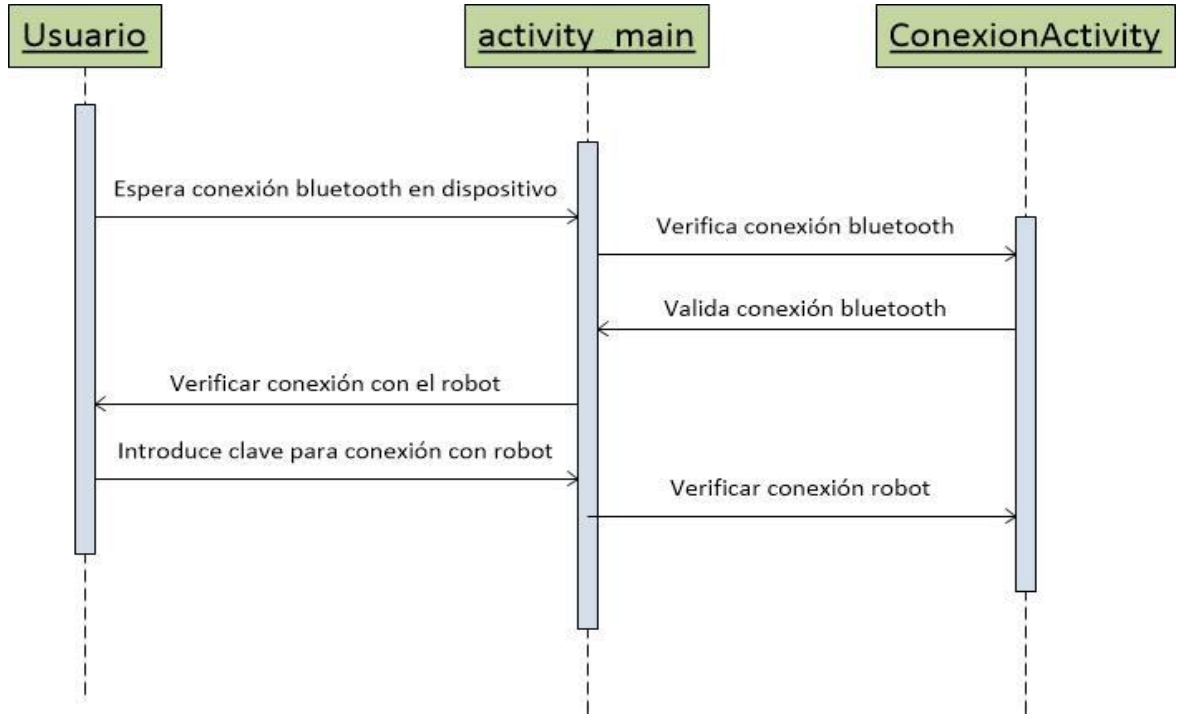 Usuario
activity_main
ConexionActivity
Espera conexión bluetooth en dispositivo
Verifica conexión bluetooth
Valida conexión bluetooth
Verificar conexión con el robot
Introduce clave para conexión con robot
Verificar conexión robot